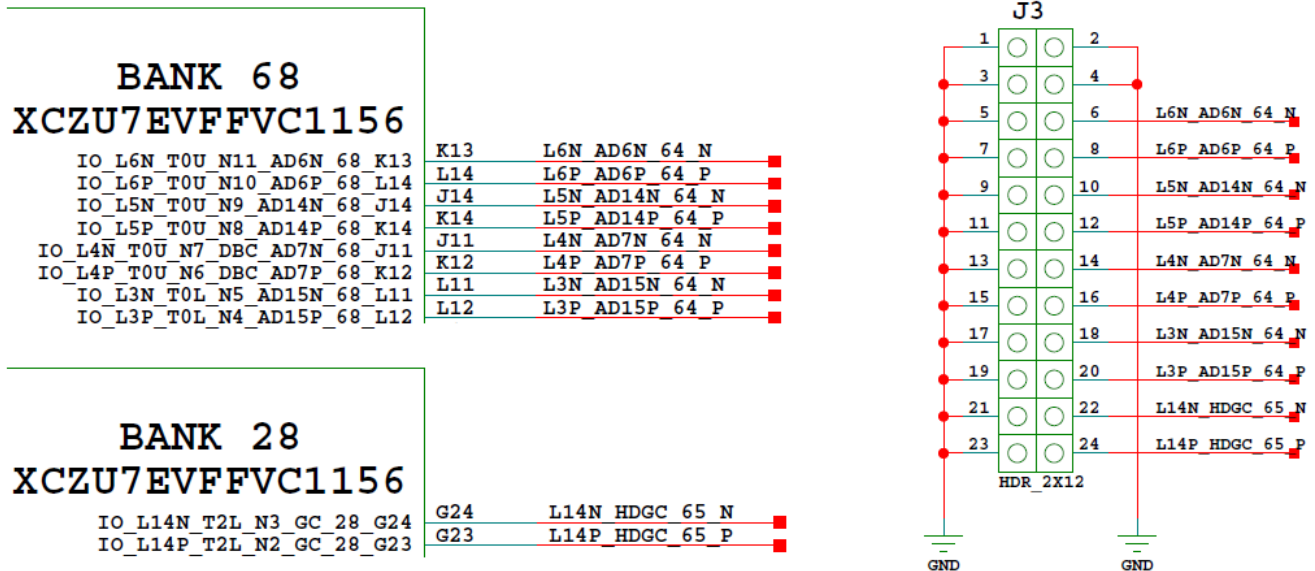 BANK 68
XCZU7EVFFVC1156
IO_L6N_T0U_N11_AD6N_68_K13 K13 L6N_AD6N_64_N
IO_L6P_T0U_N10_AD6P_68_L14 L14 L6P_AD6P_64_P
IO_L5N_T0U_N9_AD14N_68_J14 J14 L5N_AD14N_64_N
IO_L5P_T0U_N8_AD14P_68_K14 K14 L5P_AD14P_64_P
IO_L4N_T0U_N7_DBC_AD7N_68_J11 J11 L4N_AD7N_64_N
IO_L4P_T0U_N6_DBC_AD7P_68_K12 K12 L4P_AD7P_64_P
IO_L3N_T0L_N5_AD15N_68_L11 L11 L3N_AD15N_64_N
IO_L3P_T0L_N4_AD15P_68_L12 L12 L3P_AD15P_64_P
BANK 28
XCZU7EVFFVC1156
IO_L14N_T2L_N3_GC_28_G24 G24 L14N_HDGC_65_N
IO_L14P_T2L_N2_GC_28_G23 G23 L14P_HDGC_65_P
J3
1 2
3 4
5 6 L6N_AD6N_64_N
7 8 L6P_AD6P_64_P
9 10 L5N_AD14N_64_N
11 12 L5P_AD14P_64_P
13 14 L4N_AD7N_64_N
15 16 L4P_AD7P_64_P
17 18 L3N_AD15N_64_N
19 20 L3P_AD15P_64_P
21 22 L14N_HDGC_65_N
23 24 L14P_HDGC_65_P
HDR_2X12
GND GND